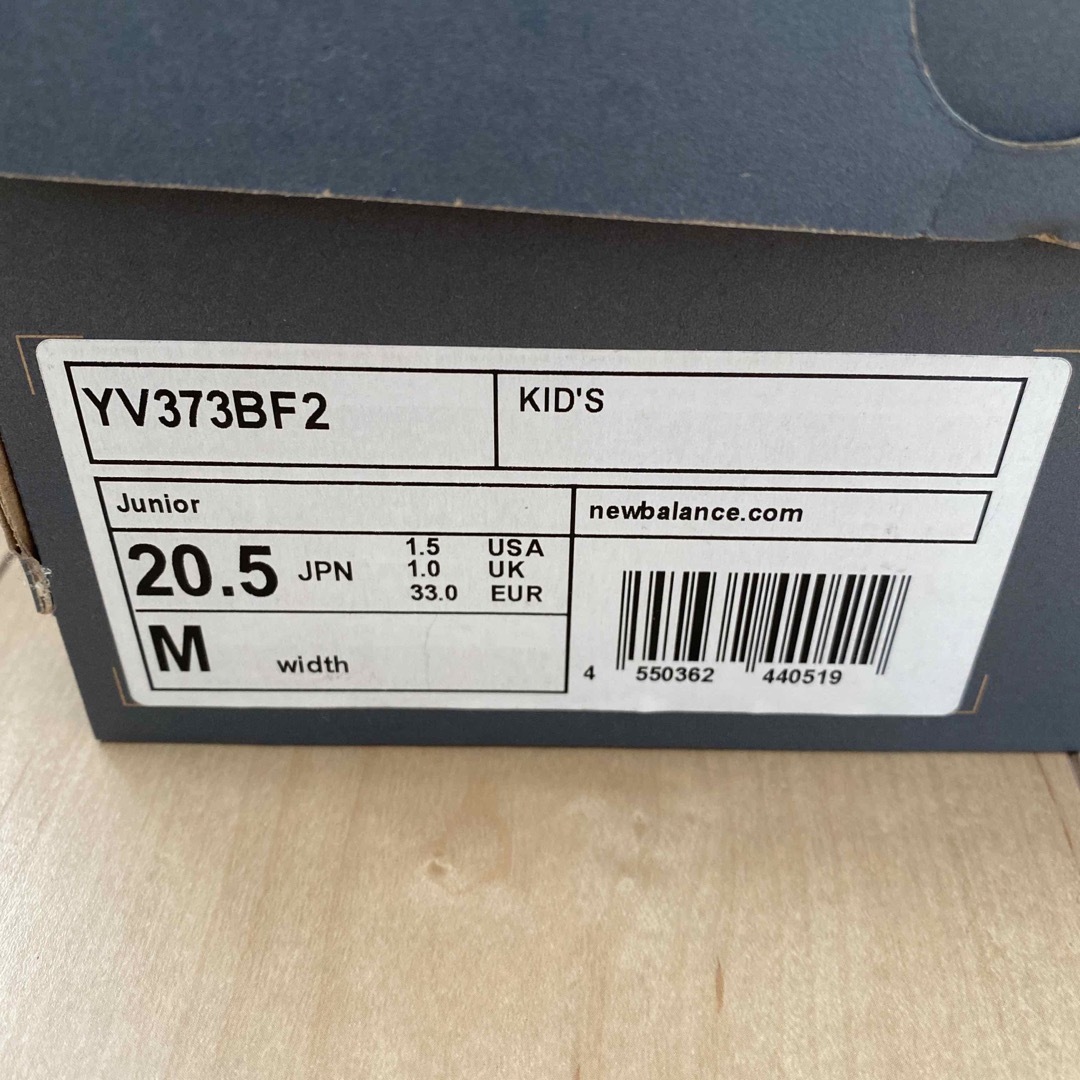 YV373BF2
KID'S
Junior
newbalance.com
20.5 JPN
1.5 USA
1.0 UK
33.0 EUR
M width
4 550362 440519